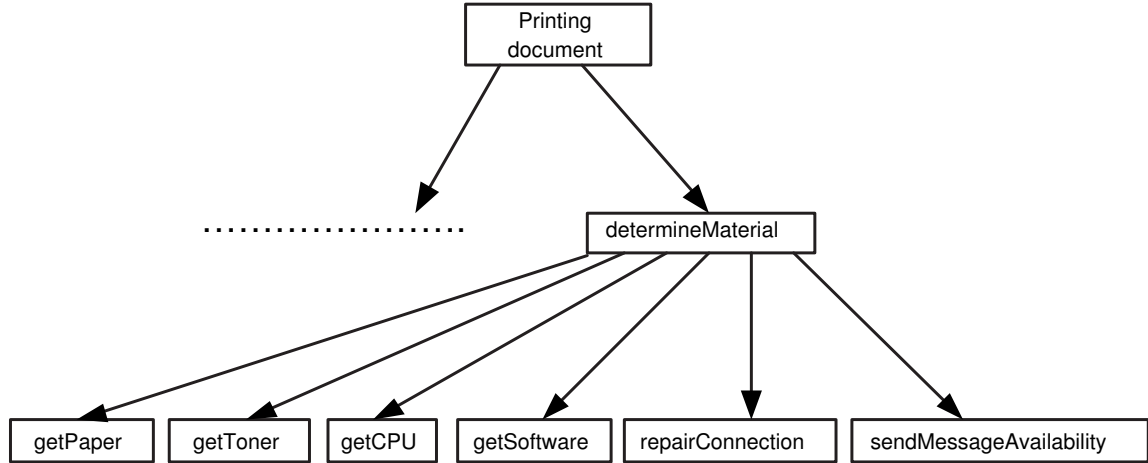 Printing
document
determineMaterial
getPaper
getToner
getCPU
getSoftware
repairConnection
sendMessageAvailability